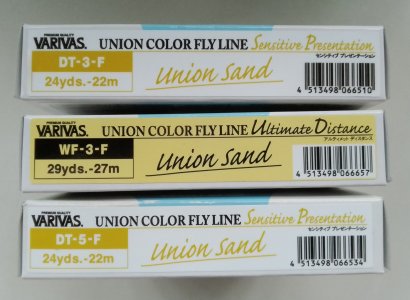 PREMIUM QUALITY
VARIVAS. UNION COLOR FLY LINE Sensitive Presentation
センシティブ プレゼンテーション
DT-3-F
24yds.-22m
Union Sand
4 513498 066510
PREMIUM QUALITY
VARIVAS. UNION COLOR FLY LINE Ultimate Distance
アルティメット ディスタンス
WF-3-F
29yds.-27m
Union Sand
4 513498 066657
PREMIUM QUALITY
VARIVAS. UNION COLOR FLY LINE Sensitive Presentation
センシティブ プレゼンテーション
DT-5-F
24yds.-22m
Union Sand
4 513498 066534